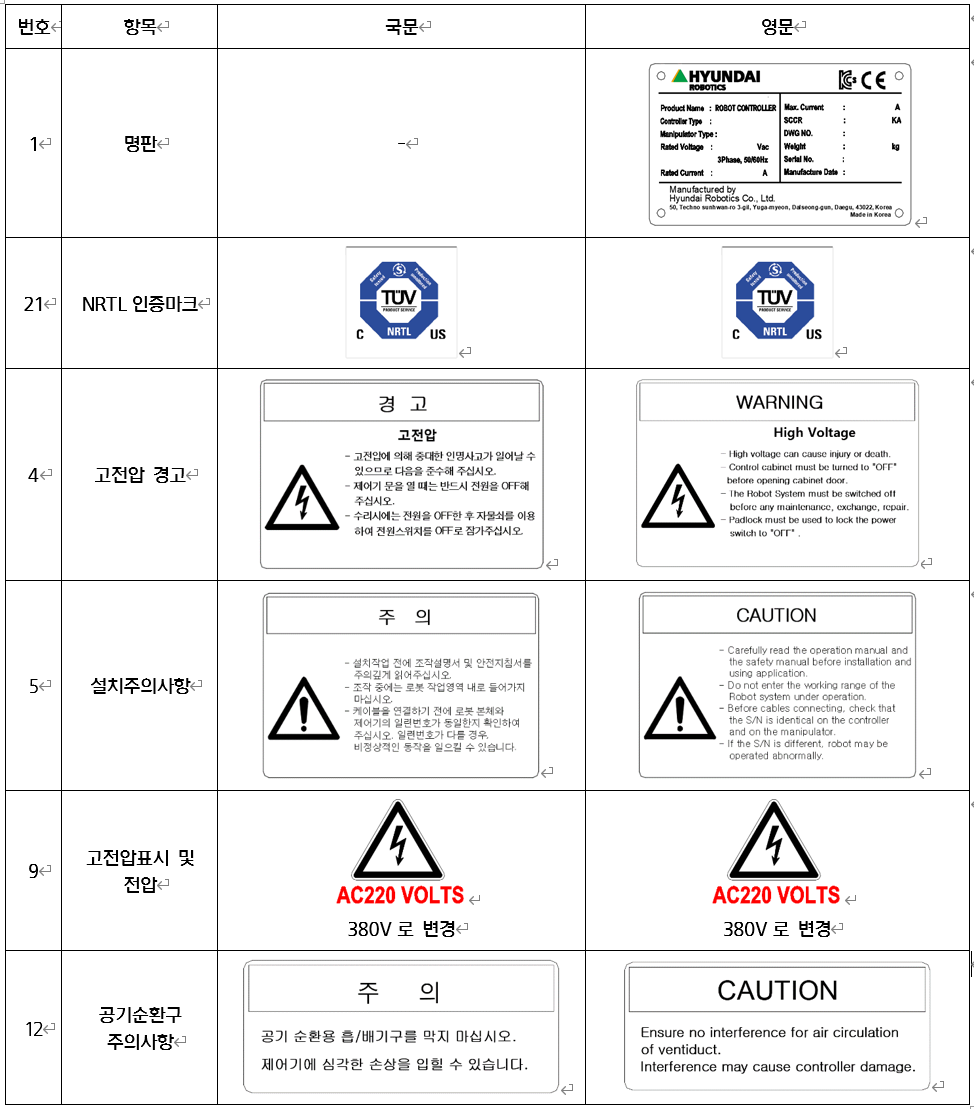 번호 항목 국문 영문
1 명판 -
HYUNDAI
ROBOTICS
CE
Product Name : ROBOT CONTROLLER Max. Current : A
Controller Type : SCCR : KA
Manipulator Type : DWG NO. :
Rated Voltage : Vac Weight : kg
3Phase, 50/60Hz Serial No. :
Rated Current : A Manufacture Date :
Manufactured by
Hyundai Robotics Co., Ltd.
50, Techno sunhwan-ro 3-gil, Yuga-myeon, Dalseong-gun, Daegu, 43022, Korea
Made in Korea
21 NRTL 인증마크
Safety tested
S
Production monitored
TÜV
PRODUCT SERVICE
NRTL
C US
Safety tested
S
Production monitored
TÜV
PRODUCT SERVICE
NRTL
C US
4 고전압 경고
경 고
고전압
- 고전압에 의해 중대한 인명사고가 일어날 수
있으므로 다음을 준수해 주십시오.
- 제어기 문을 열 때는 반드시 전원을 OFF해
주십시오.
- 수리시에는 전원을 OFF한 후 자물쇠를 이용
하여 전원스위치를 OFF로 잠가주십시오.
WARNING
High Voltage
- High voltage can cause injury or death.
- Control cabinet must be turned to "OFF"
before opening cabinet door.
- The Robot System must be switched off
before any maintenance, exchange, repair.
- Padlock must be used to lock the power
switch to "OFF" .
5 설치주의사항
주 의
- 설치작업 전에 조작설명서 및 안전지침서를
주의깊게 읽어주십시오.
- 조작 중에는 로봇 작업영역 내로 들어가지
마십시오.
- 케이블을 연결하기 전에 로봇 본체와
제어기의 일련번호가 동일한지 확인하여
주십시오. 일련번호가 다를 경우,
비정상적인 동작을 일으킬 수 있습니다.
CAUTION
- Carefully read the operation manual and
the safety manual before installation and
using application.
- Do not enter the working range of the
Robot system under operation.
- Before cables connecting, check that
the S/N is identical on the controller
and on the manipulator.
- If the S/N is different, robot may be
operated abnormally.
9 고전압표시 및
전압
AC220 VOLTS
380V 로 변경
AC220 VOLTS
380V 로 변경
12 공기순환구
주의사항
주 의
공기 순환용 흡/배기구를 막지 마십시오.
제어기에 심각한 손상을 입힐 수 있습니다.
CAUTION
Ensure no interference for air circulation
of ventiduct.
Interference may cause controller damage.